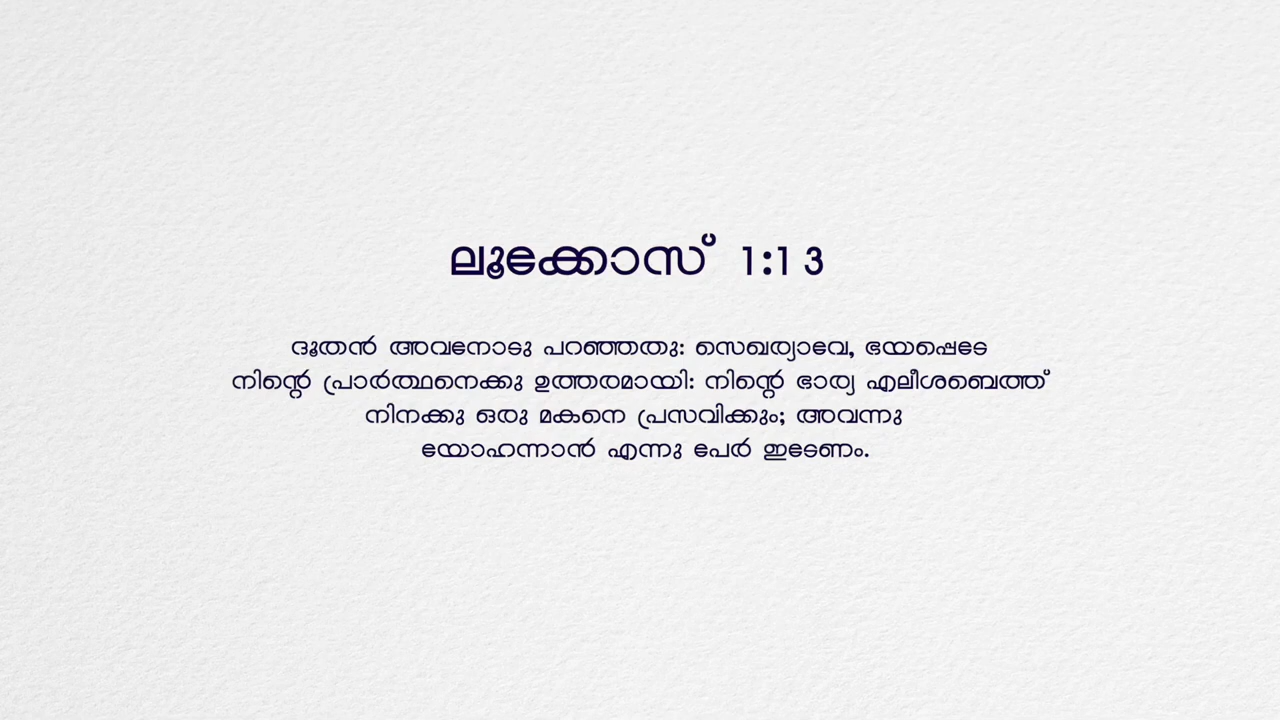 ലൂക്കോസ് 1:13
ദൂതൻ അവനോടു പറഞ്ഞതു: സെഖര്യാവേ, ഭയപ്പെടേ
നിന്റെ പ്രാർത്ഥനെക്കു ഉത്തരമായി: നിന്റെ ഭാര്യ എലീശബെത്ത്
നിനക്കു ഒരു മകനെ പ്രസവിക്കും; അവന്നു
യോഹന്നാൻ എന്നു പേർ ഇടേണം.